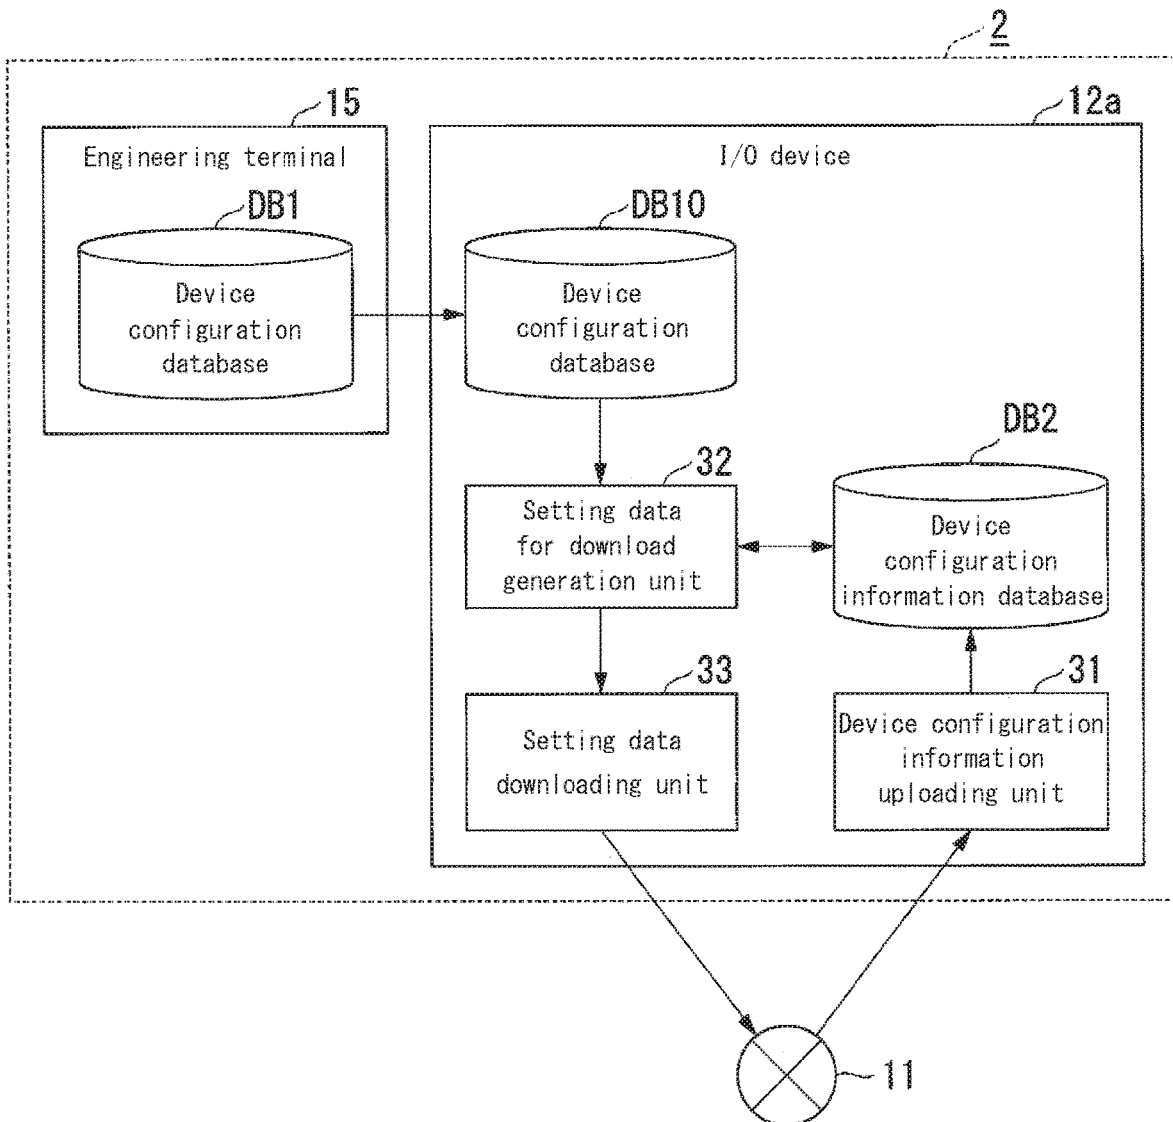 2
15
12a
Engineering terminal
I/O device
DB1
DB10
Device
configuration
database
Device
configuration
database
DB2
32
Setting data
for download
generation unit
Device
configuration
information database
33
31
Setting data
downloading unit
Device configuration
information
uploading unit
11